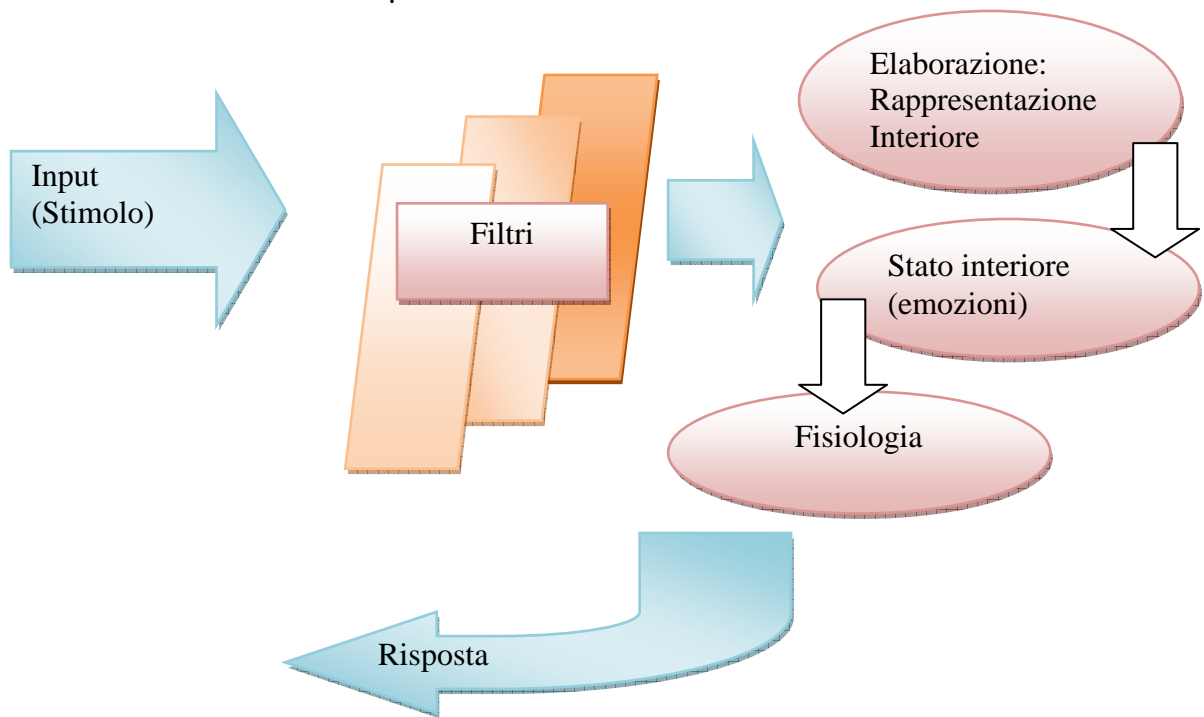 Input
(Stimolo)
Filtri
Elaborazione:
Rappresentazione
Interiore
Stato interiore
(emozioni)
Fisiologia
Risposta